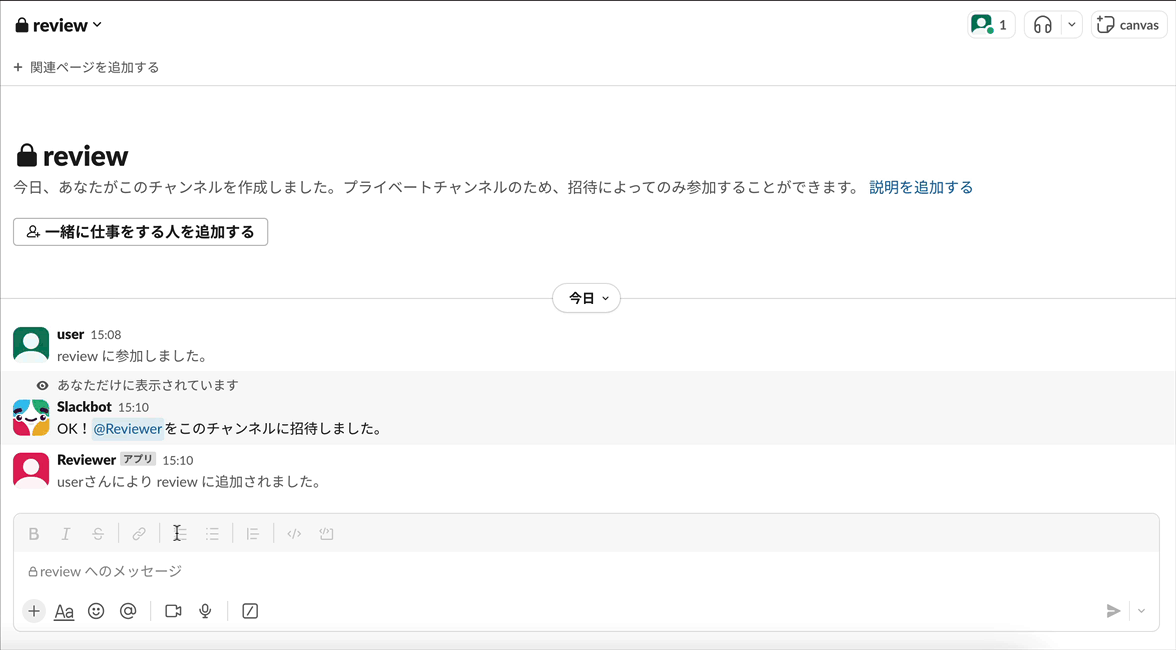 review
1
canvas
+ 関連ページを追加する
review
今日、あなたがこのチャンネルを作成しました。プライベートチャンネルのため、招待によってのみ参加することができます。 説明を追加する
一緒に仕事をする人を追加する
今日
user 15:08
review に参加しました。
あなただけに表示されています
Slackbot 15:10
OK！@Reviewerをこのチャンネルに招待しました。
Reviewer アプリ 15:10
userさんにより review に追加されました。
B I S
review へのメッセージ
+ Aa @